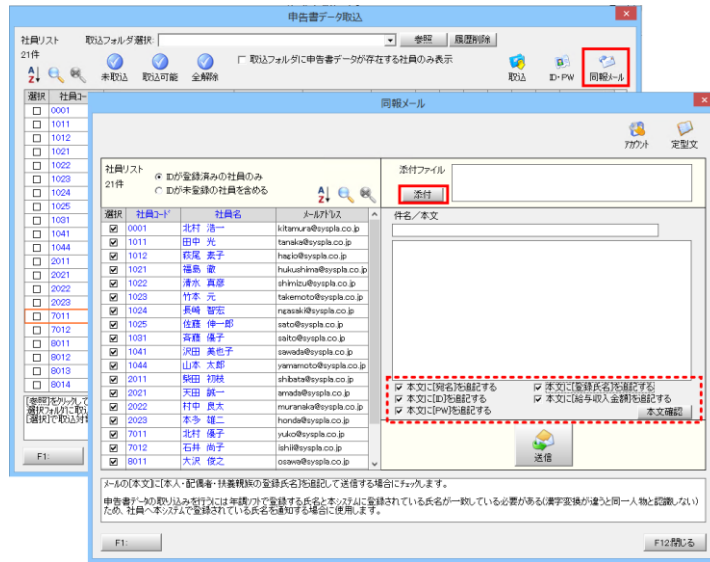 申告書データ取込
社員リスト
取込フォルダ選択:
参照
履歴削除
21件
未取込
取込可能
全解除
取込フォルダに申告書データが存在する社員のみ表示
取込
ID・PW
同報メール
選択
社員コード
0001
1011
1012
1021
1022
1023
1024
1025
1031
1041
1044
2011
2021
2022
2023
7011
7012
8011
8012
8013
8014
F1:
同報メール
アカウント
定型文
社員リスト
21件
IDが登録済みの社員のみ
IDが未登録の社員を含める
選択 社員コード 社員名 メールアドレス
0001 北村 浩一 kitamura@syspla.co.jp
1011 田中 光 tanaka@syspla.co.jp
1012 萩尾 素子 hagio@syspla.co.jp
1021 福島 徹 hukushima@syspla.co.jp
1022 清水 真彦 shimizu@syspla.co.jp
1023 竹本 元 takemoto@syspla.co.jp
1024 長崎 智宏 ngasaki@syspla.co.jp
1025 佐藤 伸一郎 sato@syspla.co.jp
1031 斉藤 優子 saito@syspla.co.jp
1041 沢田 美也子 sawada@syspla.co.jp
1044 山本 太郎 yamamoto@syspla.co.jp
2011 柴田 初枝 shibata@syspla.co.jp
2021 天田 誠一 amada@syspla.co.jp
2022 村中 良太 muranaka@syspla.co.jp
2023 本多 雄二 honda@syspla.co.jp
7011 北村 優子 yuko@syspla.co.jp
7012 石井 尚子 ishii@syspla.co.jp
8011 大沢 俊之 osawa@syspla.co.jp
添付ファイル
添付
件名/本文
本文に[宛名]を追記する
本文に[登録氏名]を追記する
本文に[ID]を追記する
本文に[給与収入金額]を追記する
本文に[PW]を追記する
本文確認
送信
メールの[本文]に[本人・配偶者・扶養親族の登録氏名]を追記して送信する場合にチェックします。
申告書データの取り込みを行うには年調ソフトで登録する氏名と本システムに登録されている氏名が一致している必要がある(漢字変換が違うと同一人物と認識しない)
ため、社員へ本システムで登録されている氏名を通知する場合に使用します。
F1:
F12:閉じる